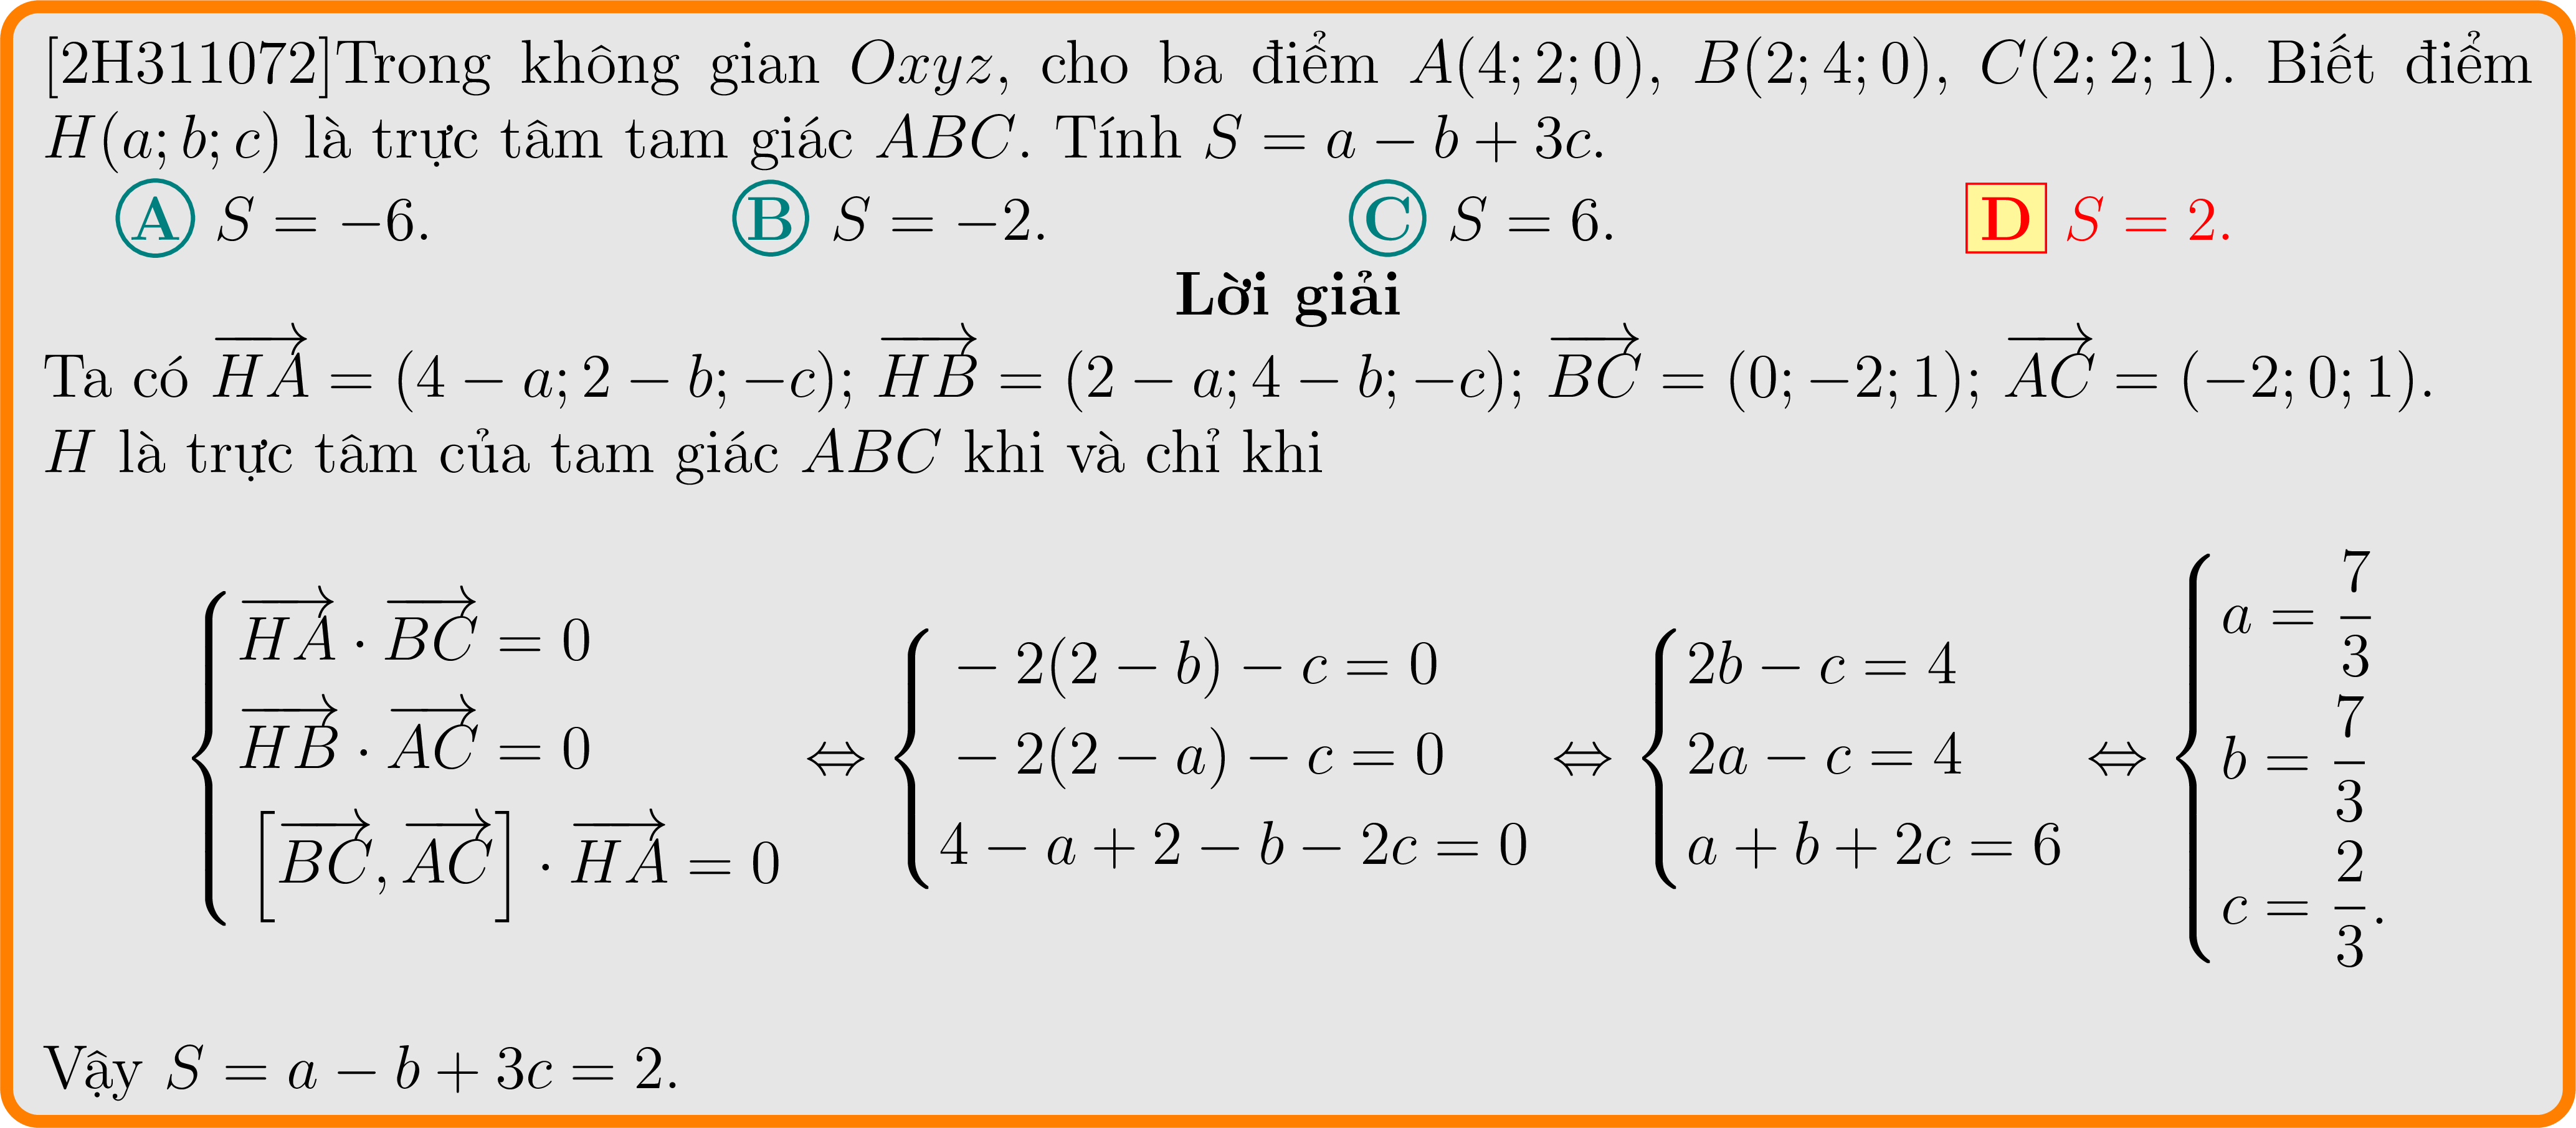 [2H311072]Trong không gian Oxyz, cho ba điểm A(4; 2; 0), B(2; 4; 0), C(2; 2; 1). Biết điểm
H(a; b; c) là trực tâm tam giác ABC. Tính S = a − b + 3c.
A S = −6. B S = −2. C S = 6. D S = 2.
Lời giải
Ta có $\overrightarrow{HA}$ = (4 − a; 2 − b; −c); $\overrightarrow{HB}$ = (2 − a; 4 − b; −c); $\overrightarrow{BC}$ = (0; −2; 1); $\overrightarrow{AC}$ = (−2; 0; 1).
H là trực tâm của tam giác ABC khi và chỉ khi
$\begin{cases} \overrightarrow{HA} \cdot \overrightarrow{BC} = 0 \\ \overrightarrow{HB} \cdot \overrightarrow{AC} = 0 \\ \left[\overrightarrow{BC}, \overrightarrow{AC}\right] \cdot \overrightarrow{HA} = 0 \end{cases} \Leftrightarrow \begin{cases} -2(2 - b) - c = 0 \\ -2(2 - a) - c = 0 \\ 4 - a + 2 - b - 2c = 0 \end{cases} \Leftrightarrow \begin{cases} 2b - c = 4 \\ 2a - c = 4 \\ a + b + 2c = 6 \end{cases} \Leftrightarrow \begin{cases} a = \dfrac{7}{3} \\ b = \dfrac{7}{3} \\ c = \dfrac{2}{3}. \end{cases}$
Vậy S = a − b + 3c = 2.